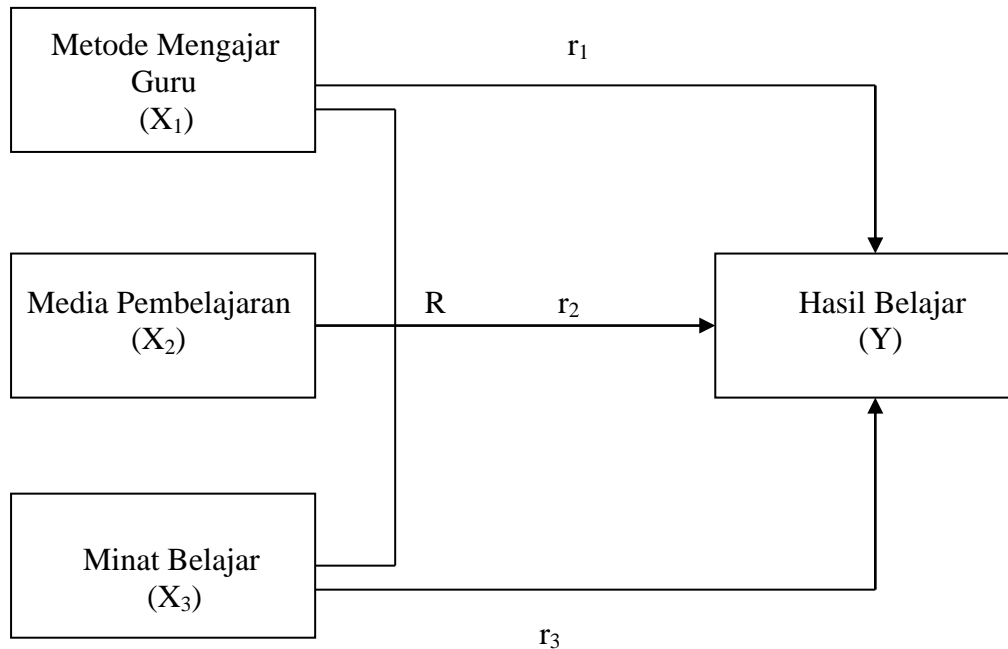 Metode Mengajar
Guru
(X₁)
r₁
Media Pembelajaran
(X₂)
R
r₂
Hasil Belajar
(Y)
Minat Belajar
(X₃)
r₃